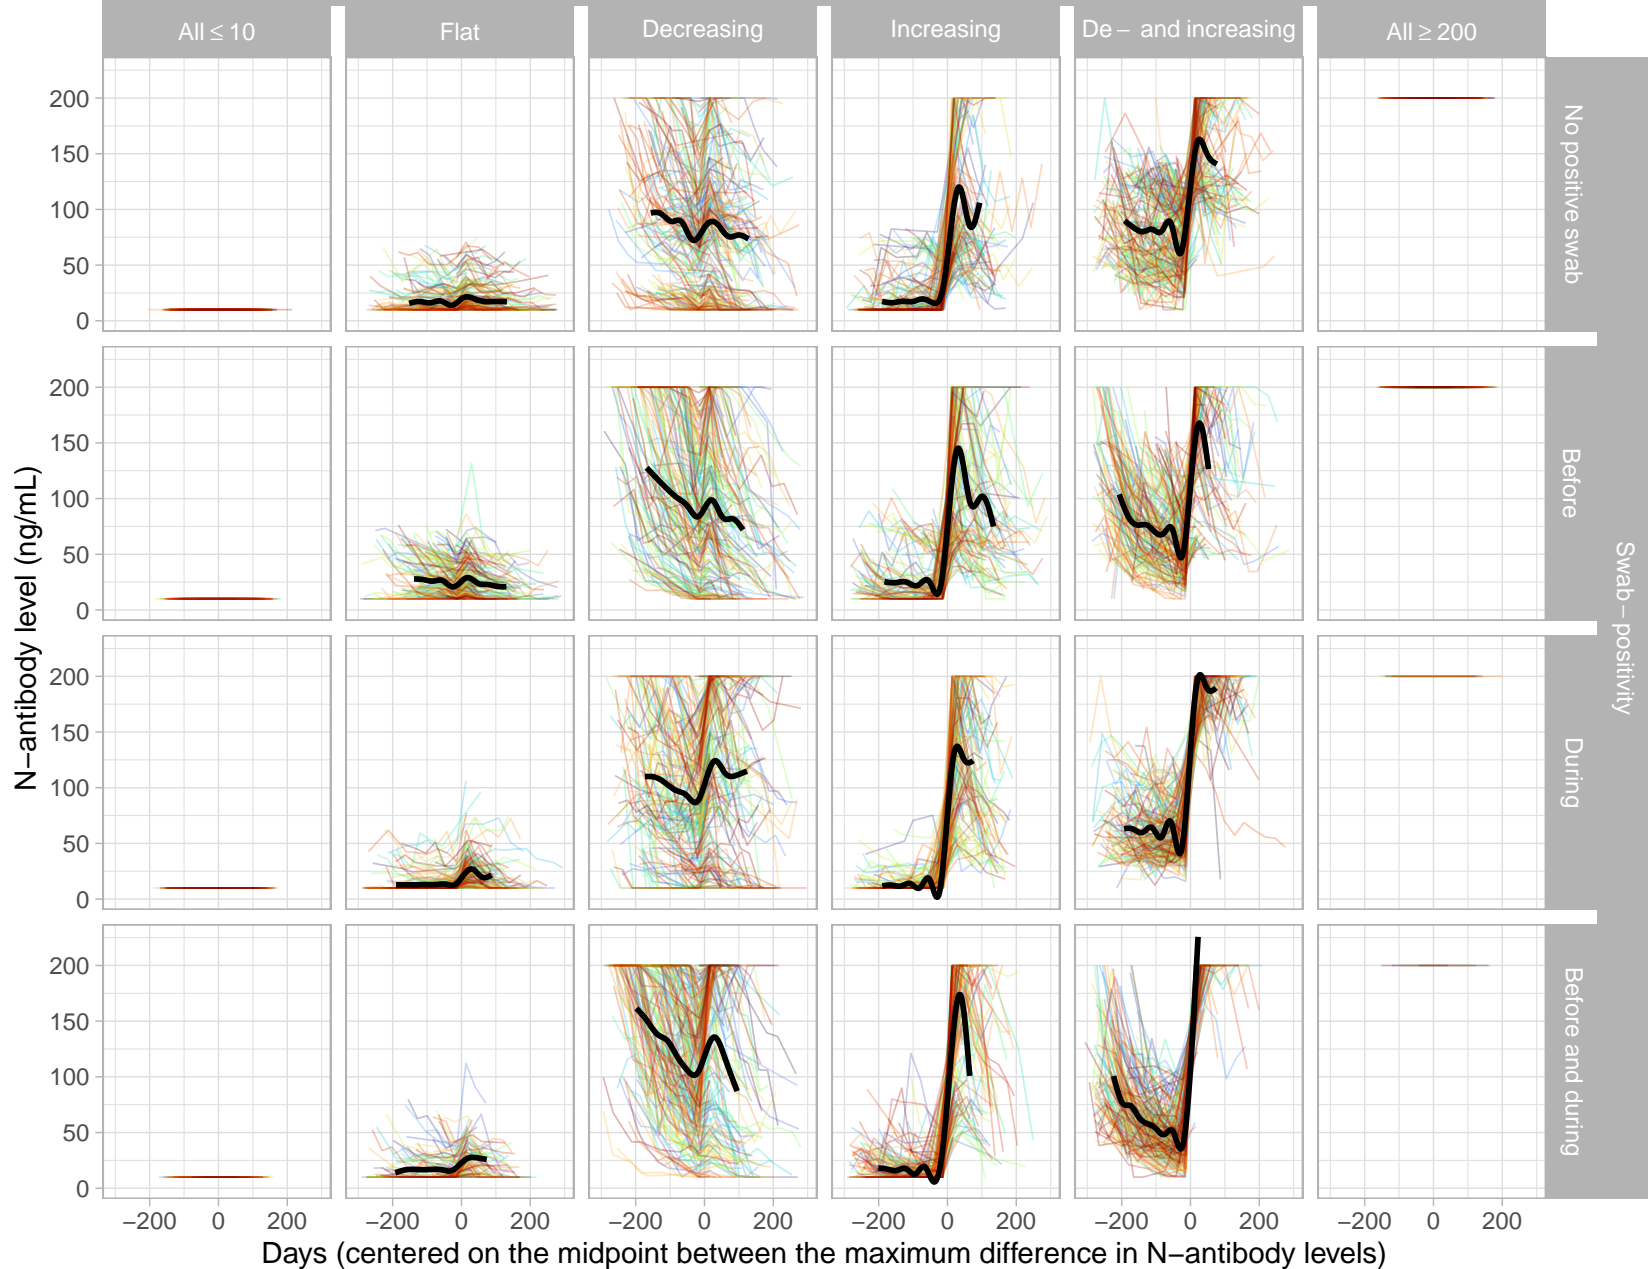 All ≤ 10
Flat
Decreasing
Increasing
De − and increasing
All ≥ 200
200
150
100
50
0
No positive swab
200
150
100
50
0
Before
200
150
100
50
0
During
200
150
100
50
0
Before and during
N−antibody level (ng/mL)
Swab−positivity
−200 0 200
−200 0 200
−200 0 200
−200 0 200
−200 0 200
−200 0 200
Days (centered on the midpoint between the maximum difference in N−antibody levels)